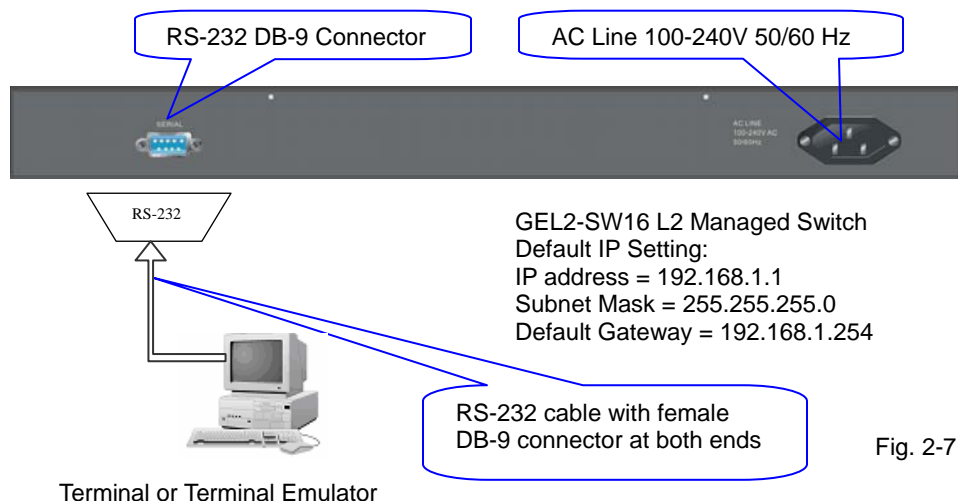 RS-232 DB-9 Connector
AC Line 100-240V 50/60 Hz
SERIAL
AC LINE
100-240V AC
50/60Hz
RS-232
GEL2-SW16 L2 Managed Switch
Default IP Setting:
IP address = 192.168.1.1
Subnet Mask = 255.255.255.0
Default Gateway = 192.168.1.254
RS-232 cable with female
DB-9 connector at both ends
Fig. 2-7
Terminal or Terminal Emulator